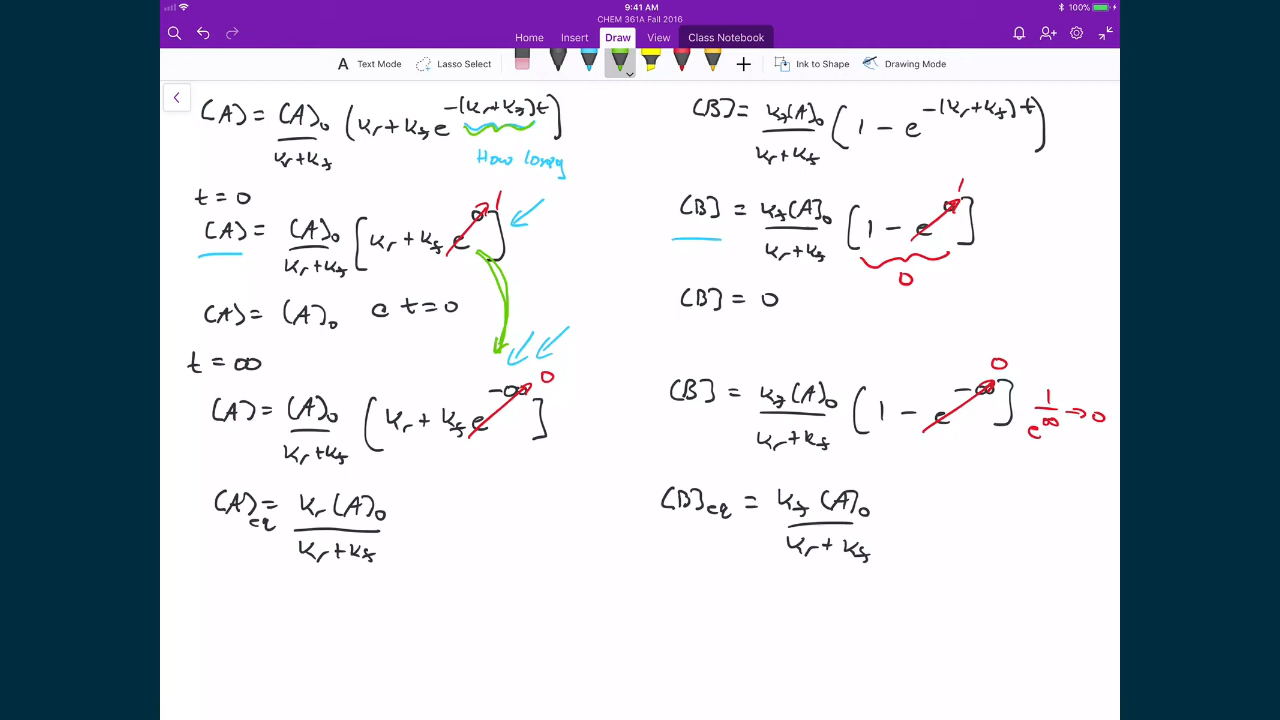 9:41 AM
100%
CHEM 361A Fall 2016
Home Insert Draw View Class Notebook
A Text Mode Lasso Select Ink to Shape Drawing Mode
[A] = [A]₀/(kr+kf) [kr + kf e^-(kr+kf)t]
How long
t = 0
[A] = [A]₀/(kr+kf) [kr + kf e^0] 1
[A] = [A]₀ @ t=0
t = ∞
[A] = [A]₀/(kr+kf) [kr + kf e^-∞] 0
[A]eq = kr[A]₀/(kr+kf)
[B] = kf[A]₀/(kr+kf) [1 - e^-(kr+kf)t]
[B] = kf[A]₀/(kr+kf) [1 - e^0] 1
0
[B] = 0
[B] = kf[A]₀/(kr+kf) [1 - e^-∞] 0 1/e^∞ → 0
[B]eq = kf[A]₀/(kr+kf)